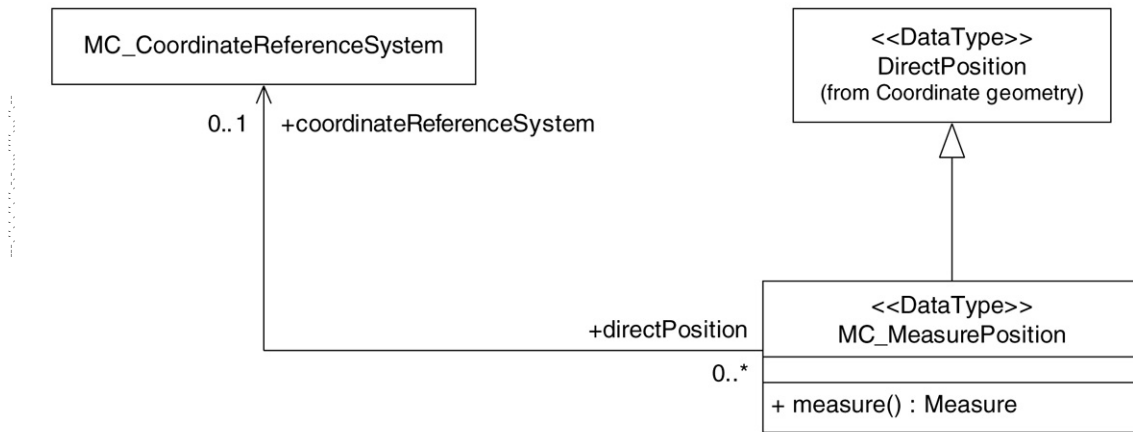 MC_CoordinateReferenceSystem
<<DataType>>
DirectPosition
(from Coordinate geometry)
0..1 +coordinateReferenceSystem
+directPosition
0..*
<<DataType>>
MC_MeasurePosition
+ measure() : Measure